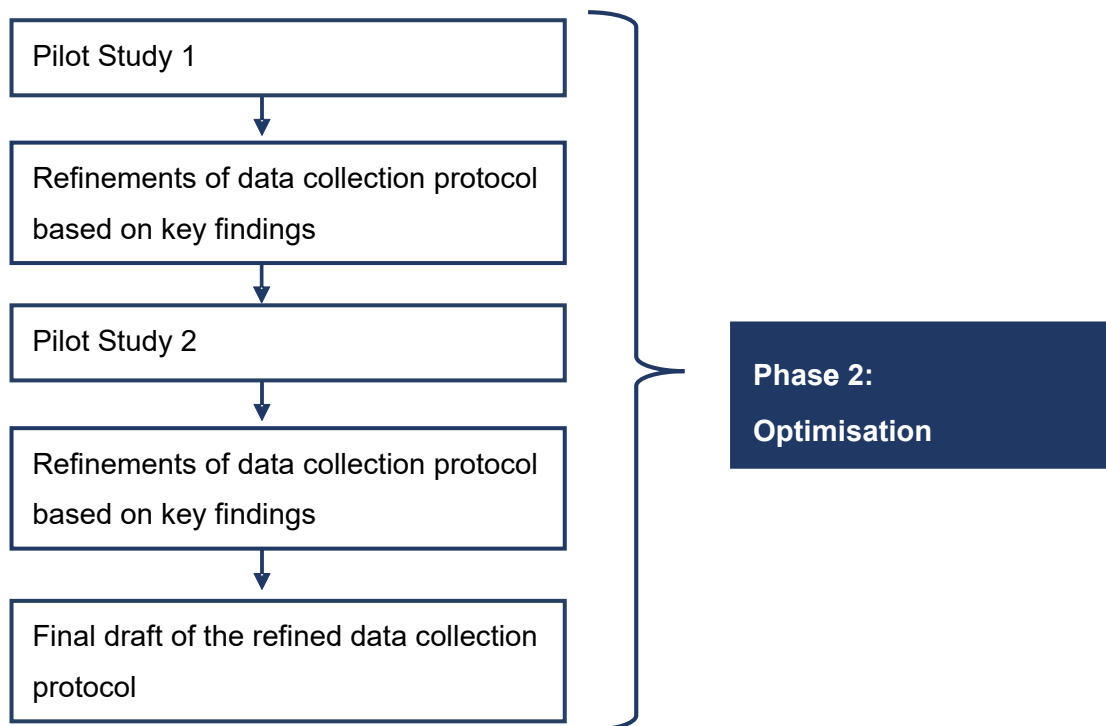 Pilot Study 1
Refinements of data collection protocol
based on key findings
Pilot Study 2
Refinements of data collection protocol
based on key findings
Final draft of the refined data collection
protocol
Phase 2:
Optimisation